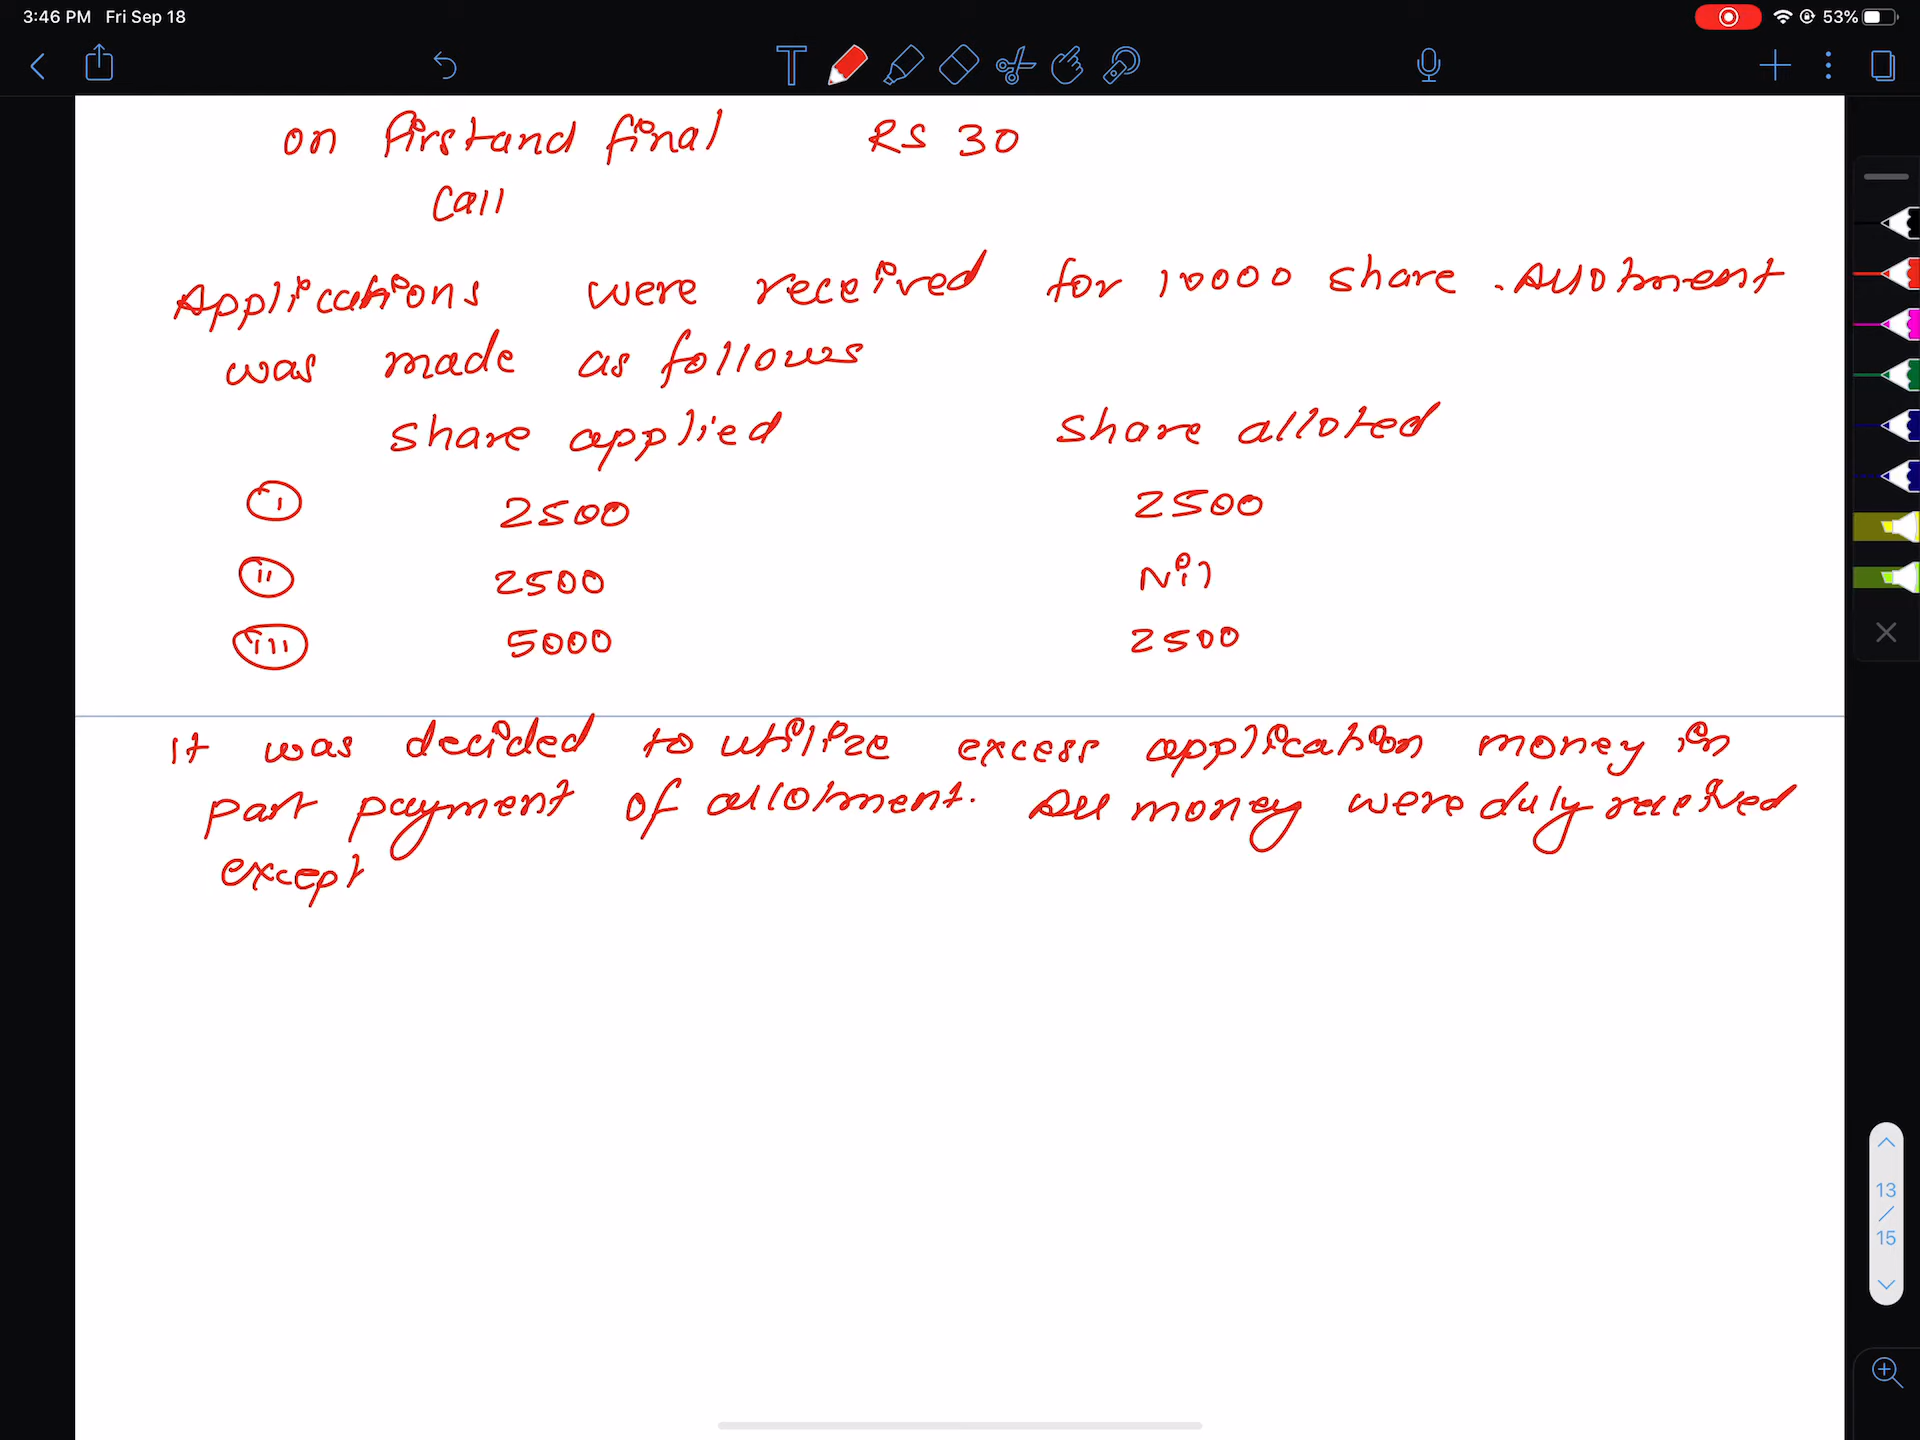 3:46 PM Fri Sep 18
53%
T
on first and final RS 30
call
Applications were received for 10000 share . Allotment
was made as follows
share applied share alloted
i 2500 2500
ii 2500 Nil
iii 5000 2500
it was decided to utilize excess application money in
part payment of allotment. All money were duly received
except
13
/
15